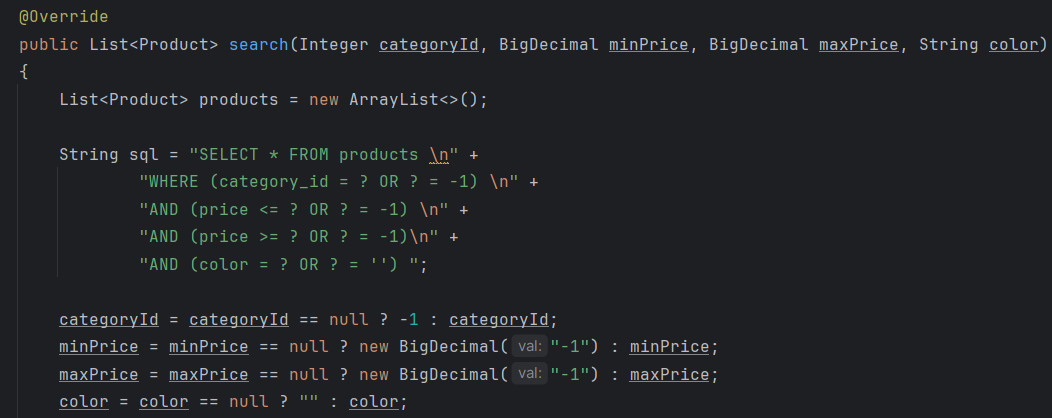 @Override
public List<Product> search(Integer categoryId, BigDecimal minPrice, BigDecimal maxPrice, String color)
{
    List<Product> products = new ArrayList<>();

    String sql = "SELECT * FROM products \n" +
            "WHERE (category_id = ? OR ? = -1) \n" +
            "AND (price <= ? OR ? = -1) \n" +
            "AND (price >= ? OR ? = -1)\n" +
            "AND (color = ? OR ? = '') ";

    categoryId = categoryId == null ? -1 : categoryId;
    minPrice = minPrice == null ? new BigDecimal( val: "-1") : minPrice;
    maxPrice = maxPrice == null ? new BigDecimal( val: "-1") : maxPrice;
    color = color == null ? "" : color;